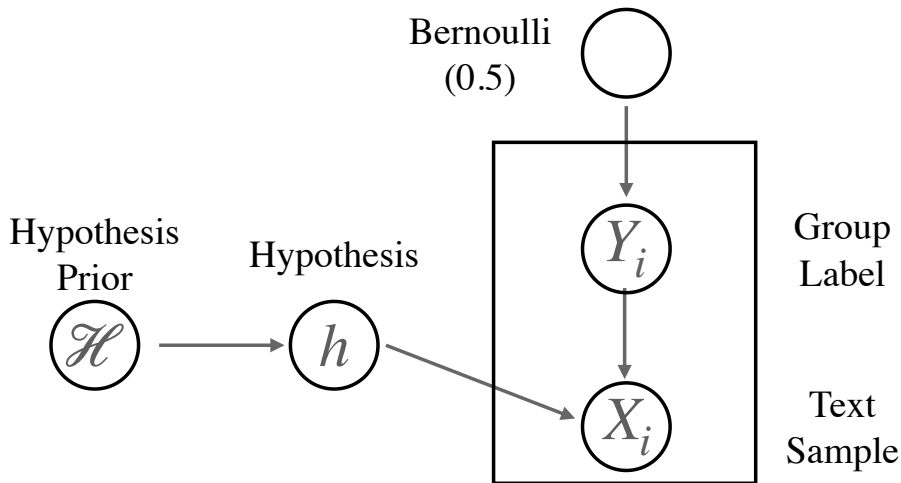 Bernoulli
(0.5)
Hypothesis
Prior
Hypothesis
Group
Label
Y_i
ℋ
h
Text
Sample
X_i